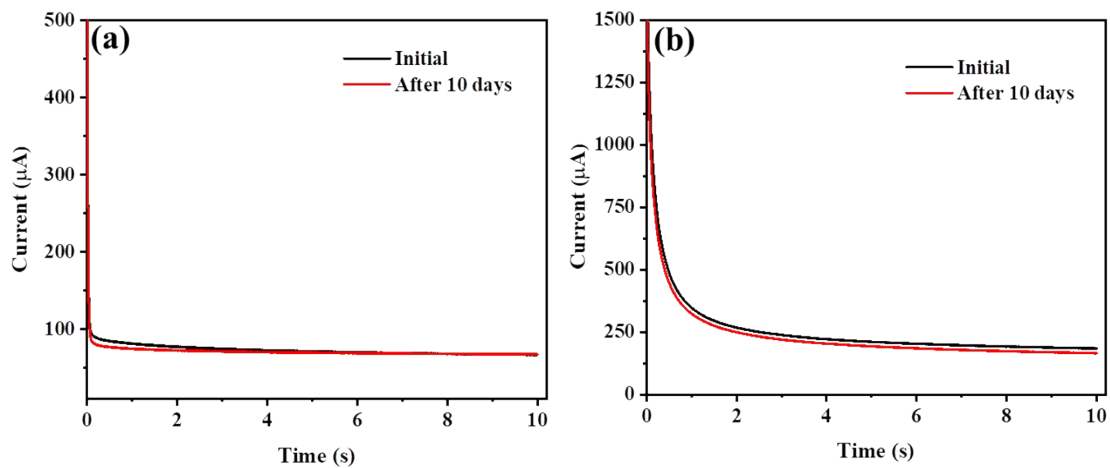 (a)
Initial
After 10 days
500
400
300
200
100
Current (μA)
0 2 4 6 8 10
Time (s)
(b)
Initial
After 10 days
1500
1250
1000
750
500
250
0
Current (μA)
0 2 4 6 8 10
Time (s)